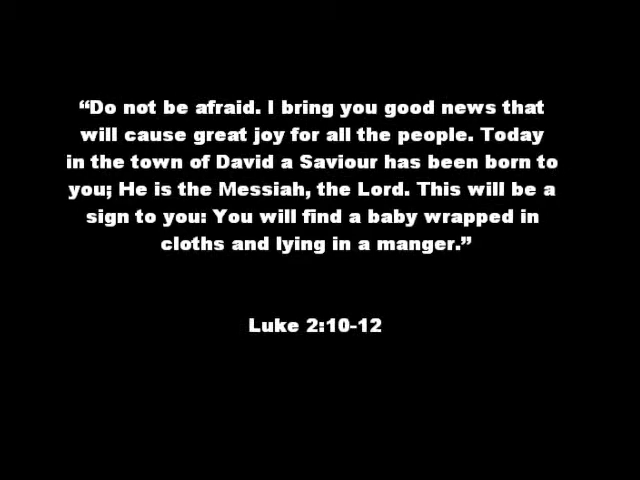 “Do not be afraid. I bring you good news that
will cause great joy for all the people. Today
in the town of David a Saviour has been born to
you; He is the Messiah, the Lord. This will be a
sign to you: You will find a baby wrapped in
cloths and lying in a manger.”
Luke 2:10-12